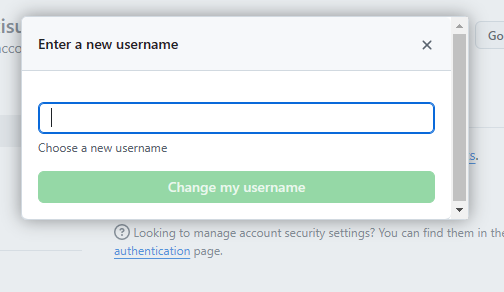 isu
Enter a new username
Go
acco
Choose a new username
s.
Change my username
Looking to manage account security settings? You can find them in the
authentication page.